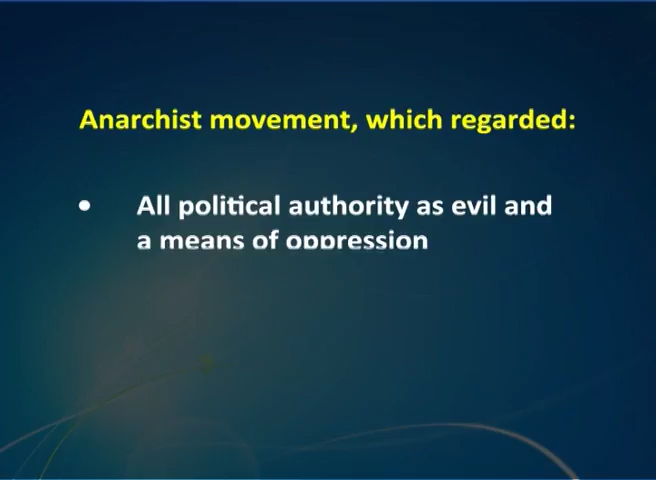 Anarchist movement, which regarded:
• All political authority as evil and
a means of oppression